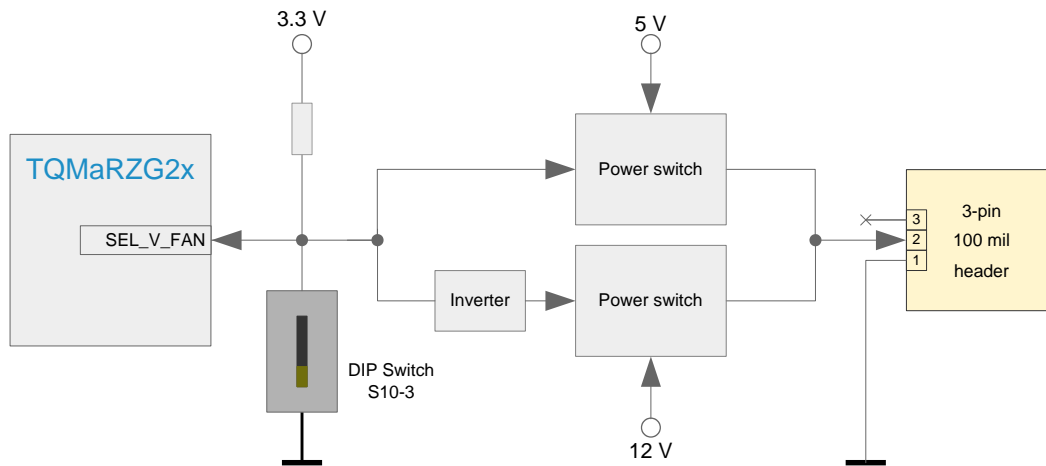 3.3 V
5 V
TQMaRZG2x
SEL_V_FAN
Power switch
Inverter
Power switch
DIP Switch
S10-3
12 V
3
2
1
3-pin
100 mil
header